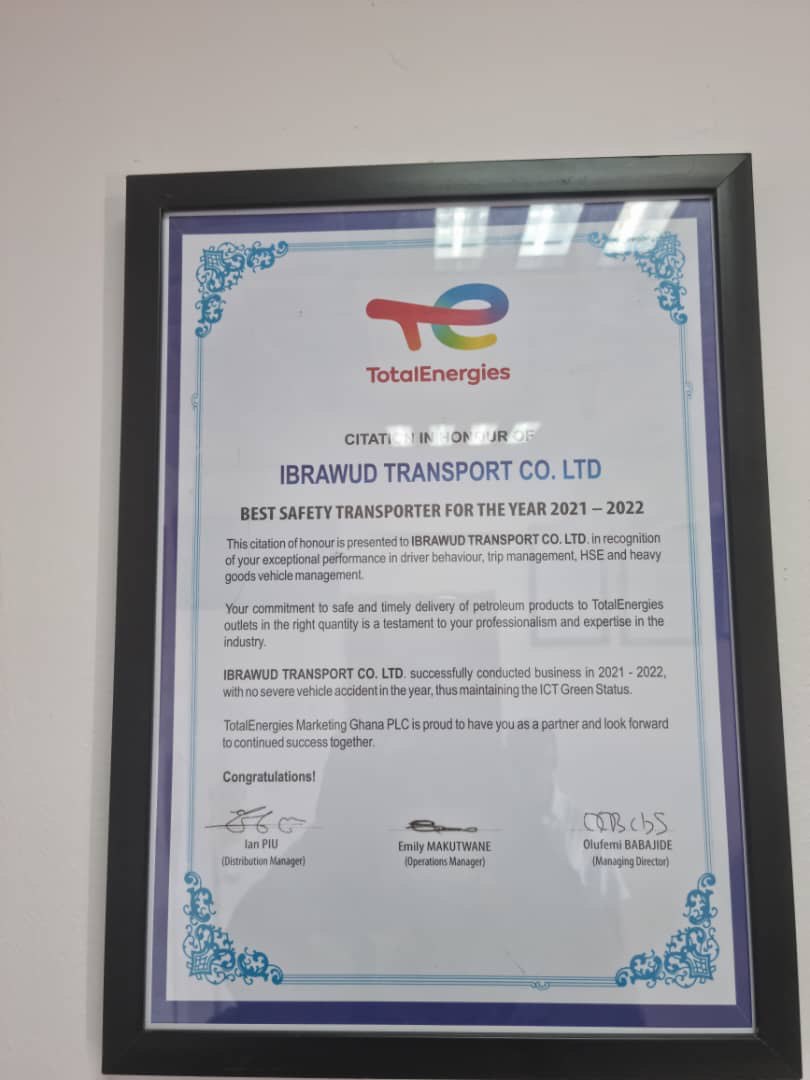 TotalEnergies
CITATION IN HONOUR OF
IBRAWUD TRANSPORT CO. LTD
BEST SAFETY TRANSPORTER FOR THE YEAR 2021 – 2022
This citation of honour is presented to IBRAWUD TRANSPORT CO. LTD. in recognition
of your exceptional performance in driver behaviour, trip management, HSE and heavy
goods vehicle management.
Your commitment to safe and timely delivery of petroleum products to TotalEnergies
outlets in the right quantity is a testament to your professionalism and expertise in the
industry.
IBRAWUD TRANSPORT CO. LTD. successfully conducted business in 2021 - 2022,
with no severe vehicle accident in the year, thus maintaining the ICT Green Status.
TotalEnergies Marketing Ghana PLC is proud to have you as a partner and look forward
to continued success together.
Congratulations!
Ian PIU
(Distribution Manager)
Emily MAKUTWANE
(Operations Manager)
Olufemi BABAJIDE
(Managing Director)